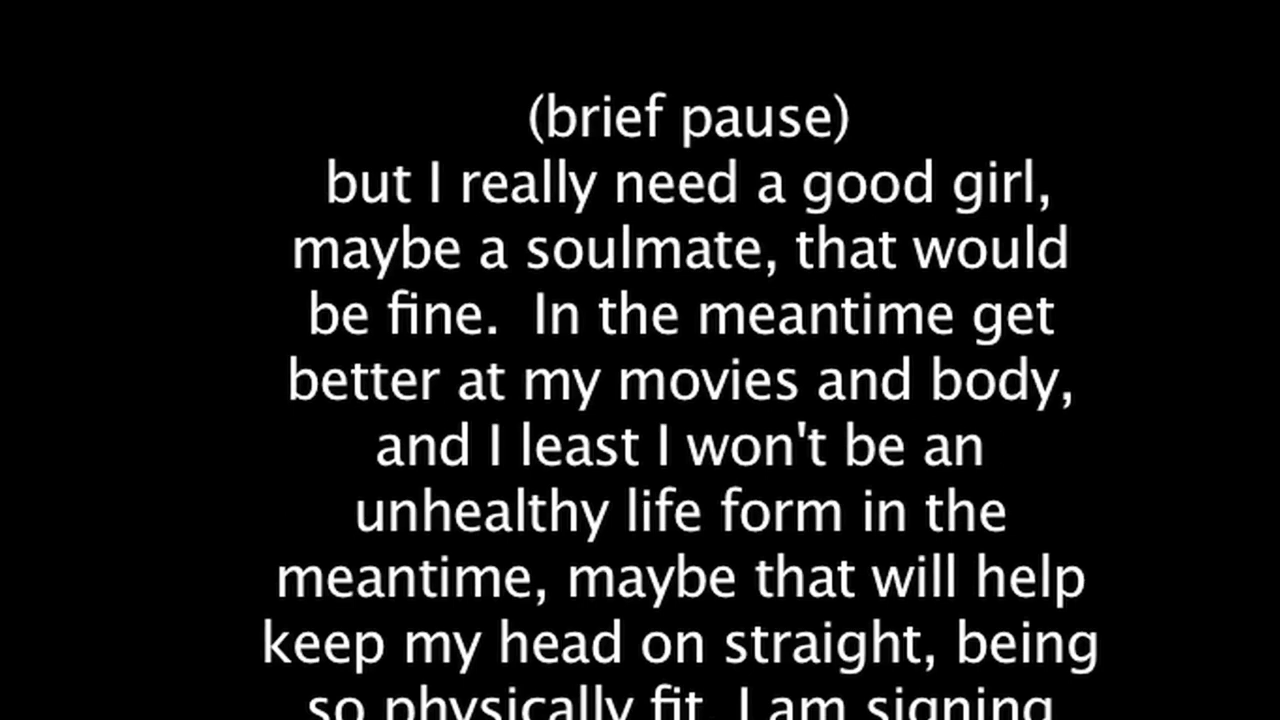 (brief pause)
but I really need a good girl,
maybe a soulmate, that would
be fine.  In the meantime get
better at my movies and body,
and I least I won't be an
unhealthy life form in the
meantime, maybe that will help
keep my head on straight, being
so physically fit. I am signing